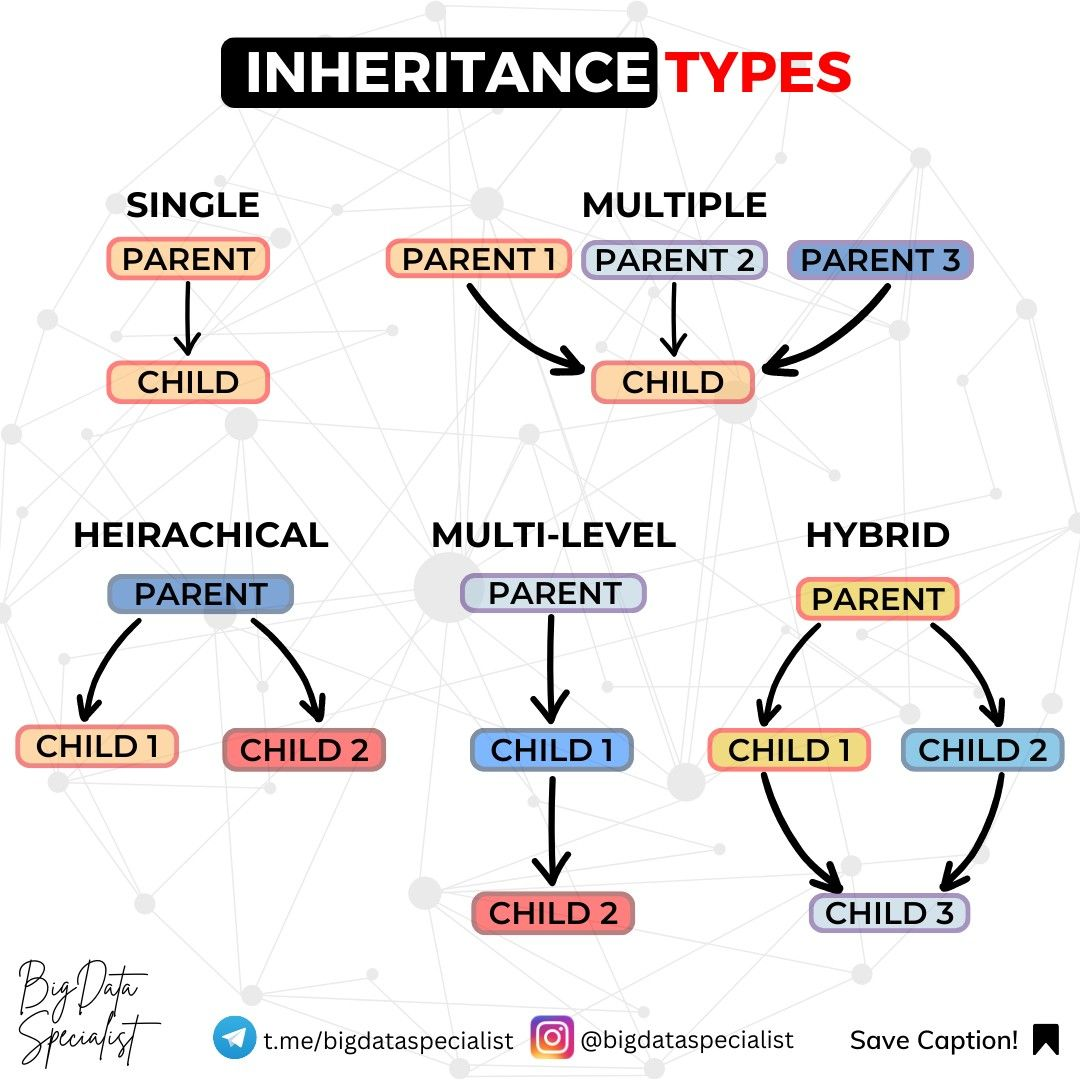 INHERITANCE TYPES
SINGLE
PARENT
CHILD
MULTIPLE
PARENT 1 PARENT 2 PARENT 3
CHILD
HEIRACHICAL
PARENT
CHILD 1 CHILD 2
MULTI-LEVEL
PARENT
CHILD 1
CHILD 2
HYBRID
PARENT
CHILD 1 CHILD 2
CHILD 3
Big Data
Specialist
t.me/bigdataspecialist
@bigdataspecialist
Save Caption!